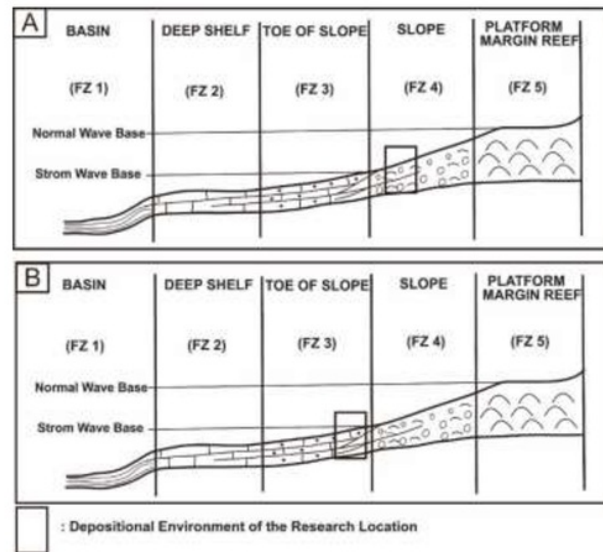 A
BASIN DEEP SHELF TOE OF SLOPE SLOPE PLATFORM
MARGIN REEF
(FZ 1) (FZ 2) (FZ 3) (FZ 4) (FZ 5)
Normal Wave Base
Strom Wave Base
B
BASIN DEEP SHELF TOE OF SLOPE SLOPE PLATFORM
MARGIN REEF
(FZ 1) (FZ 2) (FZ 3) (FZ 4) (FZ 5)
Normal Wave Base
Strom Wave Base
: Depositional Environment of the Research Location